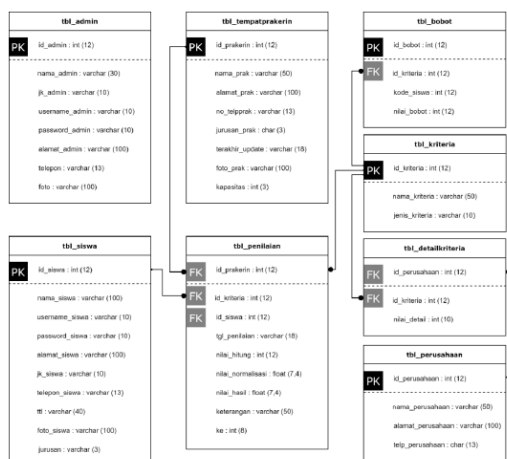 tbl_admin
PK
id_admin : int (12)
nama_admin : varchar (30)
jk_admin : varchar (10)
username_admin : varchar (10)
password_admin : varchar (10)
alamat_admin : varchar (100)
telepon : varchar (13)
foto : varchar (100)
tbl_tempatprakerin
PK
id_prakerin : int (12)
nama_prak : varchar (50)
alamat_prak : varchar (100)
no_telpprak : varchar (13)
jurusan_prak : char (3)
terakhir_update : varchar (18)
foto_prak : varchar (100)
kapasitas : int (3)
tbl_bobot
PK
id_bobot : int (12)
FK
id_kriteria : int (12)
kode_siswa : int (12)
nilai_bobot : int (12)
tbl_kriteria
PK
id_kriteria : int (12)
nama_kriteria : varchar (50)
jenis_kriteria : varchar (10)
tbl_siswa
PK
id_siswa : int (12)
nama_siswa : varchar (100)
username_siswa : varchar (10)
password_siswa : varchar (10)
alamat_siswa : varchar (100)
jk_siswa : varchar (10)
telepon_siswa : varchar (13)
ttl : varchar (40)
foto_siswa : varchar (100)
jurusan : varchar (3)
tbl_penilaian
FK
id_prakerin : int (12)
FK
id_kriteria : int (12)
FK
id_siswa : int (12)
tgl_penilaian : varchar (18)
nilai_hitung : int (12)
nilai_normalisasi : float (7,4)
nilai_hasil : float (7,4)
keterangan : varchar (50)
ke : int (8)
tbl_detailkriteria
FK
id_perusahaan : int (12)
FK
id_kriteria : int (12)
nilai_detail : int (10)
tbl_perusahaan
PK
id_perusahaan : int (12)
nama_perusahaan : varchar (50)
alamat_perusahaan : varchar (100)
telp_perusahaan : char (13)